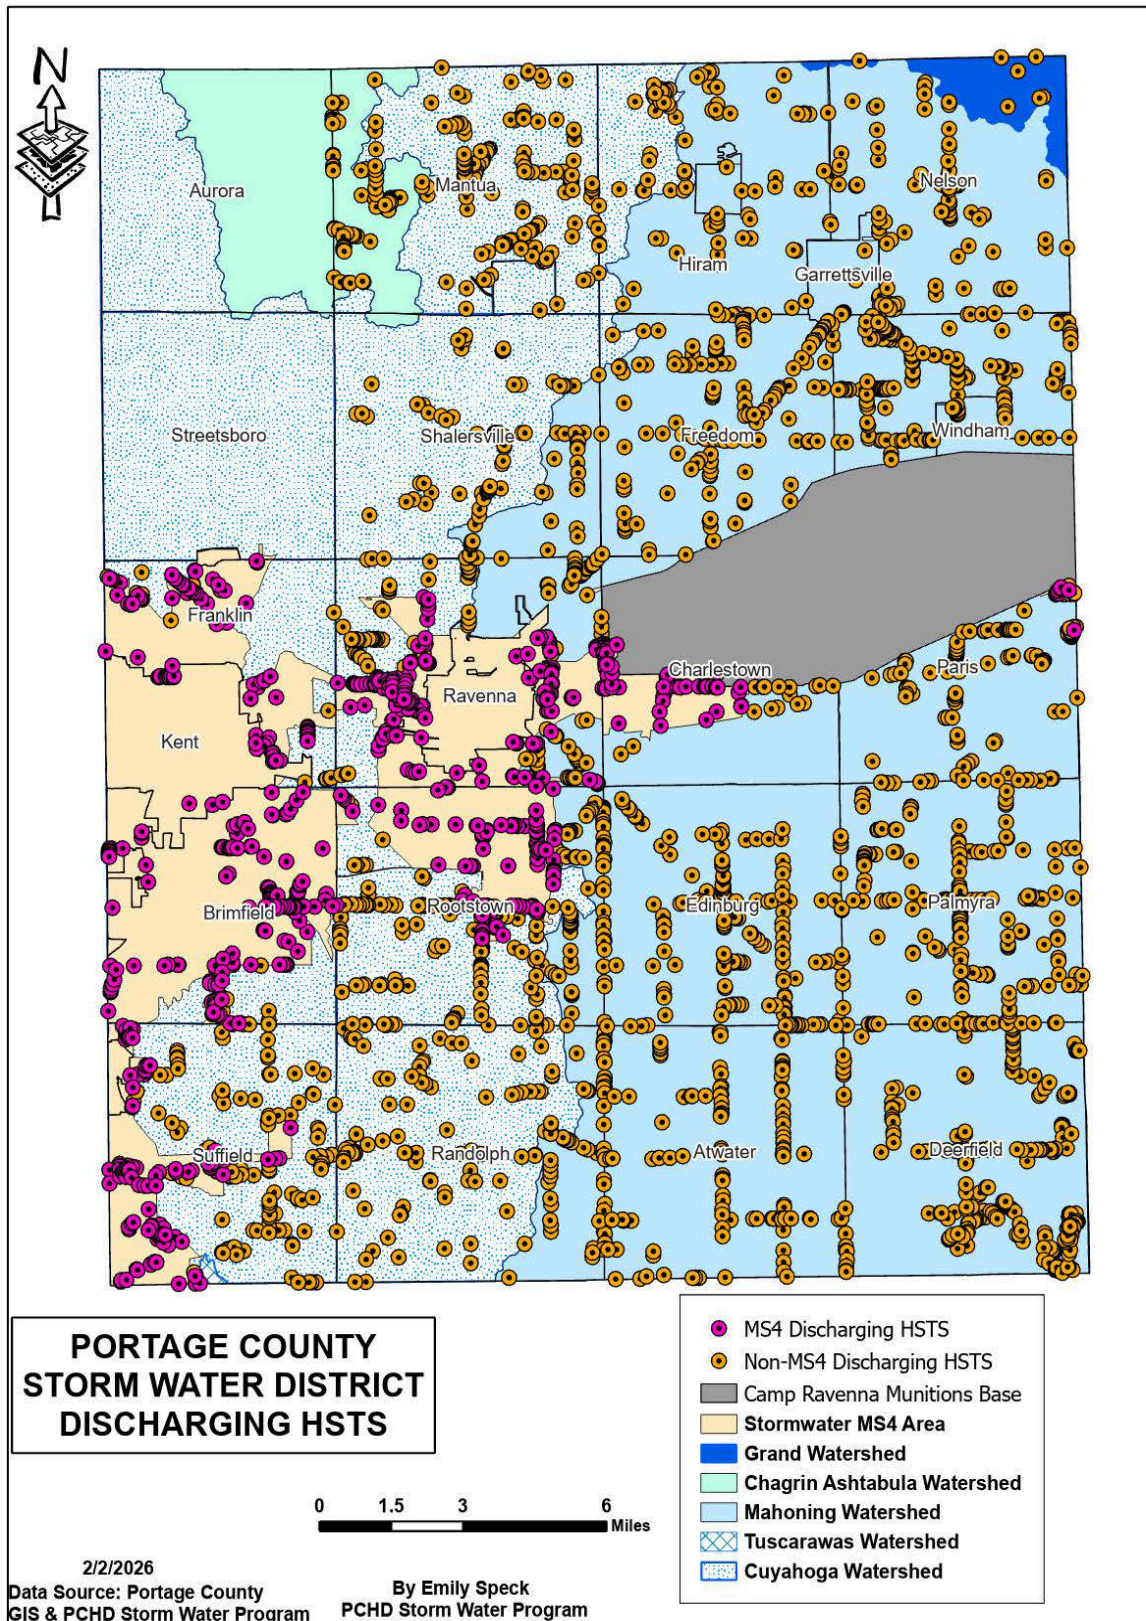 N
Aurora
Mantua
Nelson
Hiram
Garrettsville
Streetsboro
Shalersville
Freedom
Windham
Franklin
Charlestown
Paris
Ravenna
Kent
Brimfield
Rootstown
Edinburg
Palmyra
Suffield
Randolph
Atwater
Deerfield
PORTAGE COUNTY
STORM WATER DISTRICT
DISCHARGING HSTS
MS4 Discharging HSTS
Non-MS4 Discharging HSTS
Camp Ravenna Munitions Base
Stormwater MS4 Area
Grand Watershed
Chagrin Ashtabula Watershed
Mahoning Watershed
Tuscarawas Watershed
Cuyahoga Watershed
0 1.5 3 6
Miles
2/2/2026
Data Source: Portage County
GIS & PCHD Storm Water Program
By Emily Speck
PCHD Storm Water Program